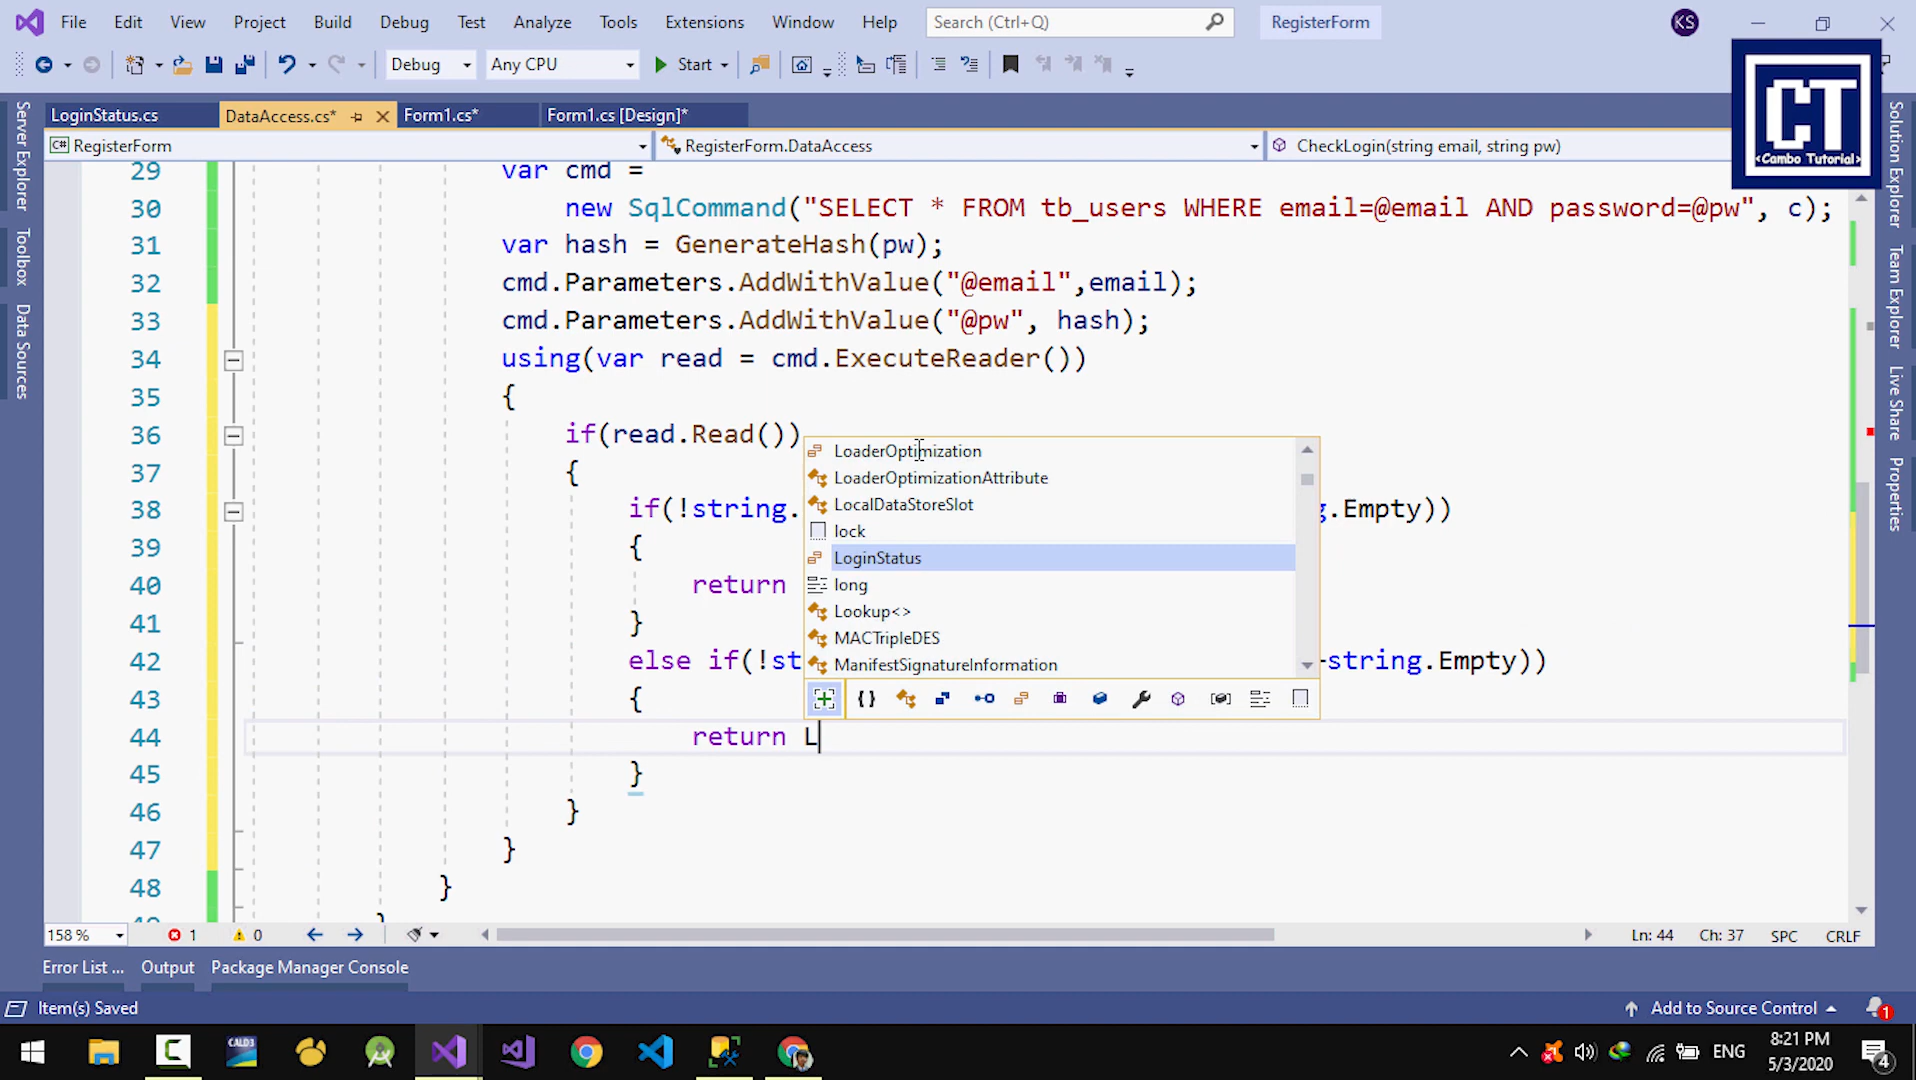 File Edit View Project Build Debug Test Analyze Tools Extensions Window Help Search (Ctrl+Q) RegisterForm KS
Debug Any CPU Start
CT
<Cambo Tutorial>
LoginStatus.cs DataAccess.cs* Form1.cs* Form1.cs [Design]*
C# RegisterForm RegisterForm.DataAccess CheckLogin(string email, string pw)
Server Explorer
Toolbox
Data Sources
Solution Explorer
Team Explorer
Live Share
Properties
29 var cmd =
30 new SqlCommand("SELECT * FROM tb_users WHERE email=@email AND password=@pw", c);
31 var hash = GenerateHash(pw);
32 cmd.Parameters.AddWithValue("@email",email);
33 cmd.Parameters.AddWithValue("@pw", hash);
34 using(var read = cmd.ExecuteReader())
35 {
36 if(read.Read())
37 {
38 if(!string. .Empty))
39 {
40 return
41 }
42 else if(!st string.Empty))
43 {
44 return L
45 }
46 }
47 }
48 }
LoaderOptimization
LoaderOptimizationAttribute
LocalDataStoreSlot
lock
LoginStatus
long
Lookup<>
MACTripleDES
ManifestSignatureInformation
158 % 1 0 Ln: 44 Ch: 37 SPC CRLF
Error List ... Output Package Manager Console
Item(s) Saved Add to Source Control 1
CALD3 ENG 8:21 PM
5/3/2020 4